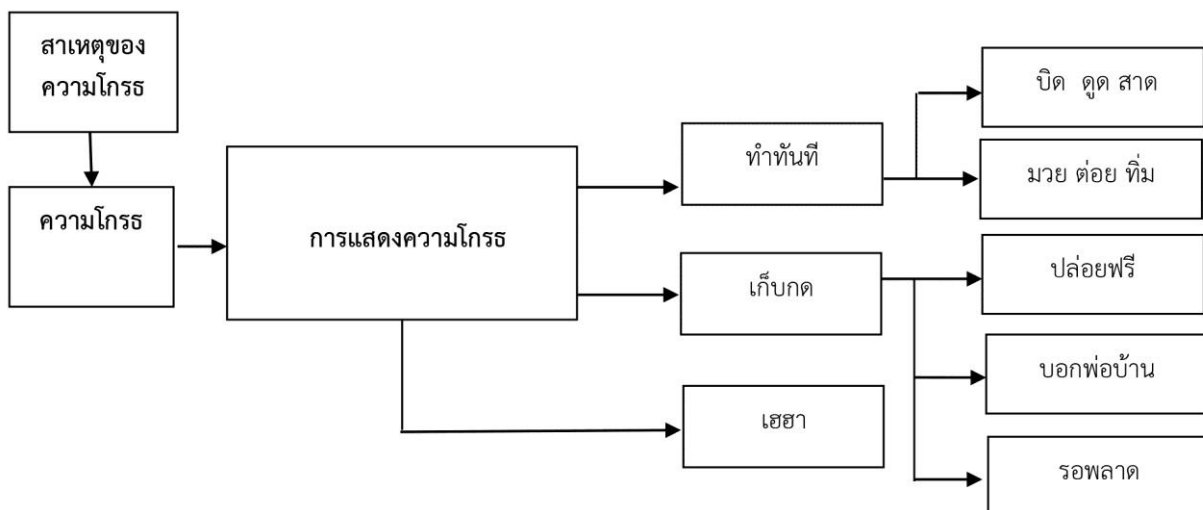 สาเหตุของ
ความโกรธ
ความโกรธ
การแสดงความโกรธ
ทำทันที
เก็บกด
เฮฮา
บิด ดูด สาด
มวย ต่อย ทิ่ม
ปล่อยฟรี
บอกพ่อบ้าน
รอพลาด